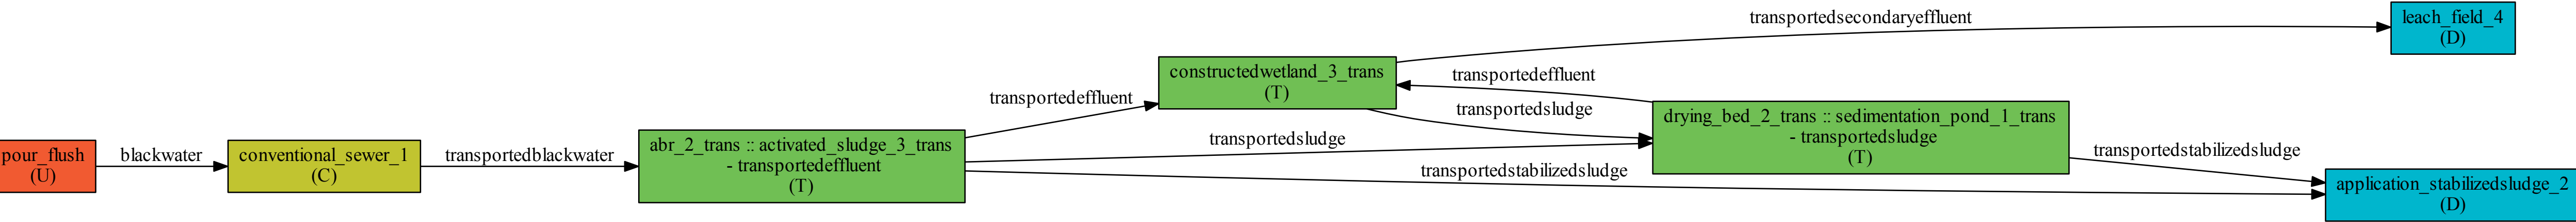 pour_flush
(U)
blackwater
conventional_sewer_1
(C)
transportedblackwater
abr_2_trans :: activated_sludge_3_trans
- transportedeffluent
(T)
transportedeffluent
transportedsludge
transportedstabilizedsludge
constructedwetland_3_trans
(T)
transportedsecondaryeffluent
transportedeffluent
transportedsludge
drying_bed_2_trans :: sedimentation_pond_1_trans
- transportedsludge
(T)
transportedstabilizedsludge
leach_field_4
(D)
application_stabilizedsludge_2
(D)